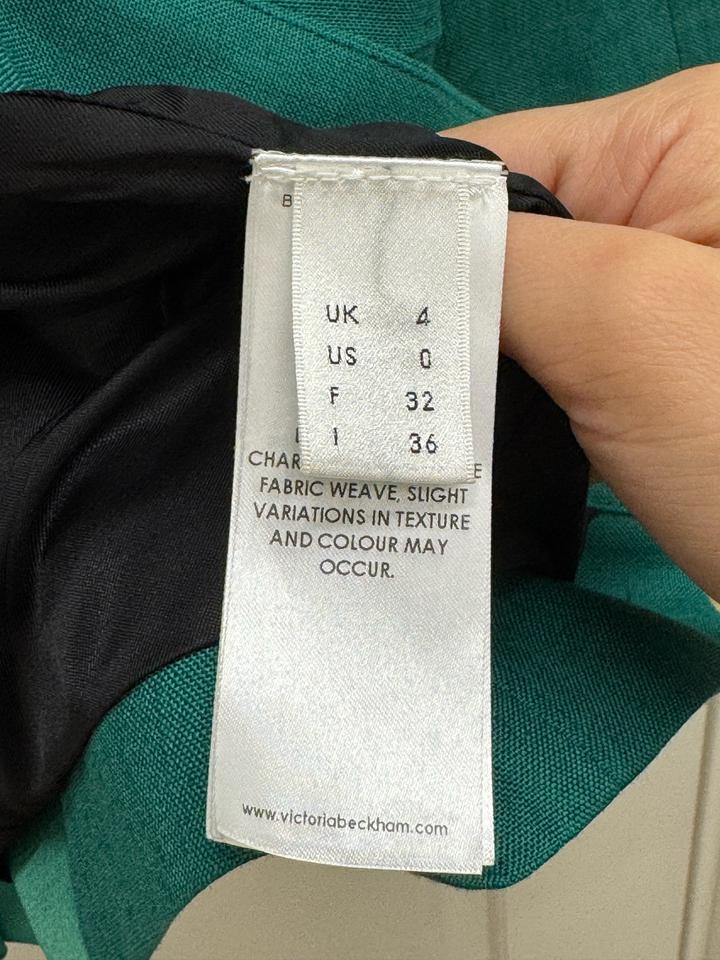 B
UK 4
US 0
F 32
I 36
CHAR E
FABRIC WEAVE, SLIGHT
VARIATIONS IN TEXTURE
AND COLOUR MAY
OCCUR.
www.victoriabeckham.com